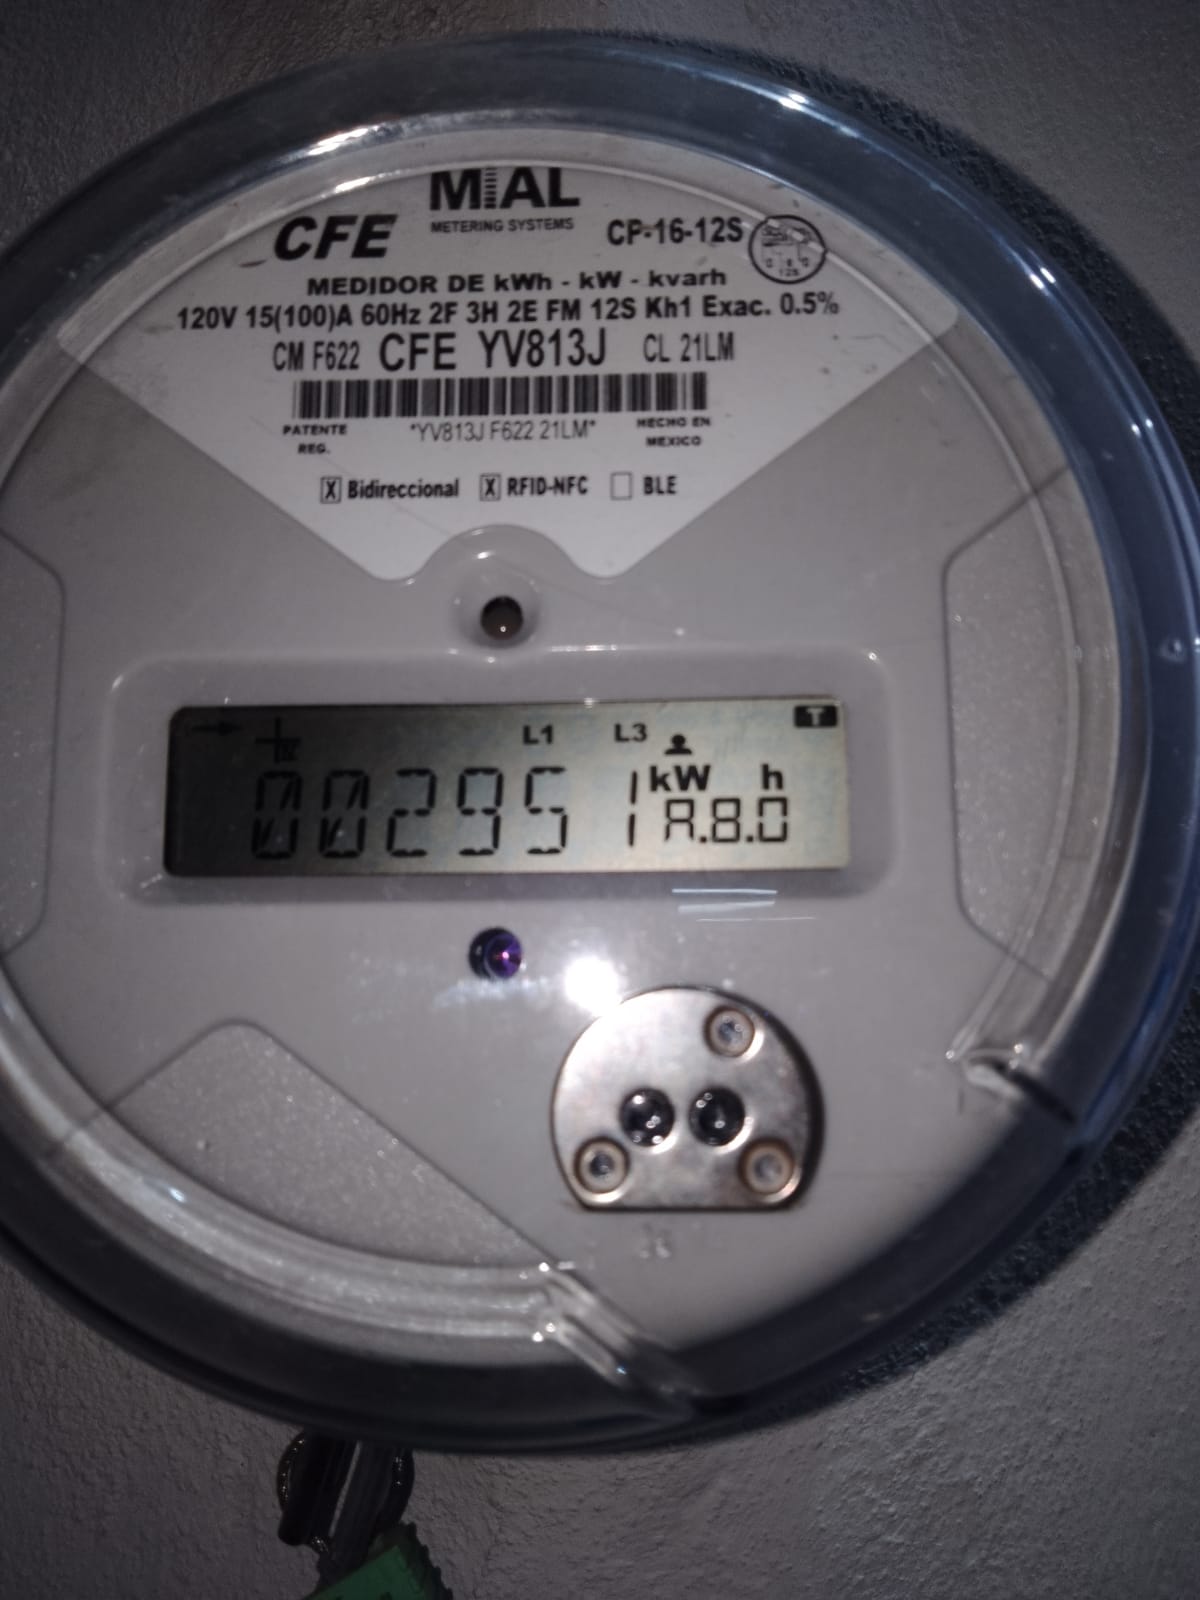 MIAL
METERING SYSTEMS
CFE
CP-16-12S
MEDIDOR DE kWh - kW - kvarh
120V 15(100)A 60Hz 2F 3H 2E FM 12S Kh1 Exac. 0.5%
CM F622 CFE YV813J CL 21LM
PATENTE REG.
*YV813J F622 21LM*
HECHO EN MEXICO
X Bidireccional X RFID-NFC BLE
L1 L3 T
002951 kW h
A.8.0